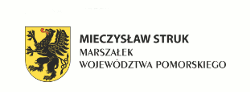 MIECZYSŁAW STRUK
MARSZAŁEK
WOJEWÓDZTWA POMORSKIEGO